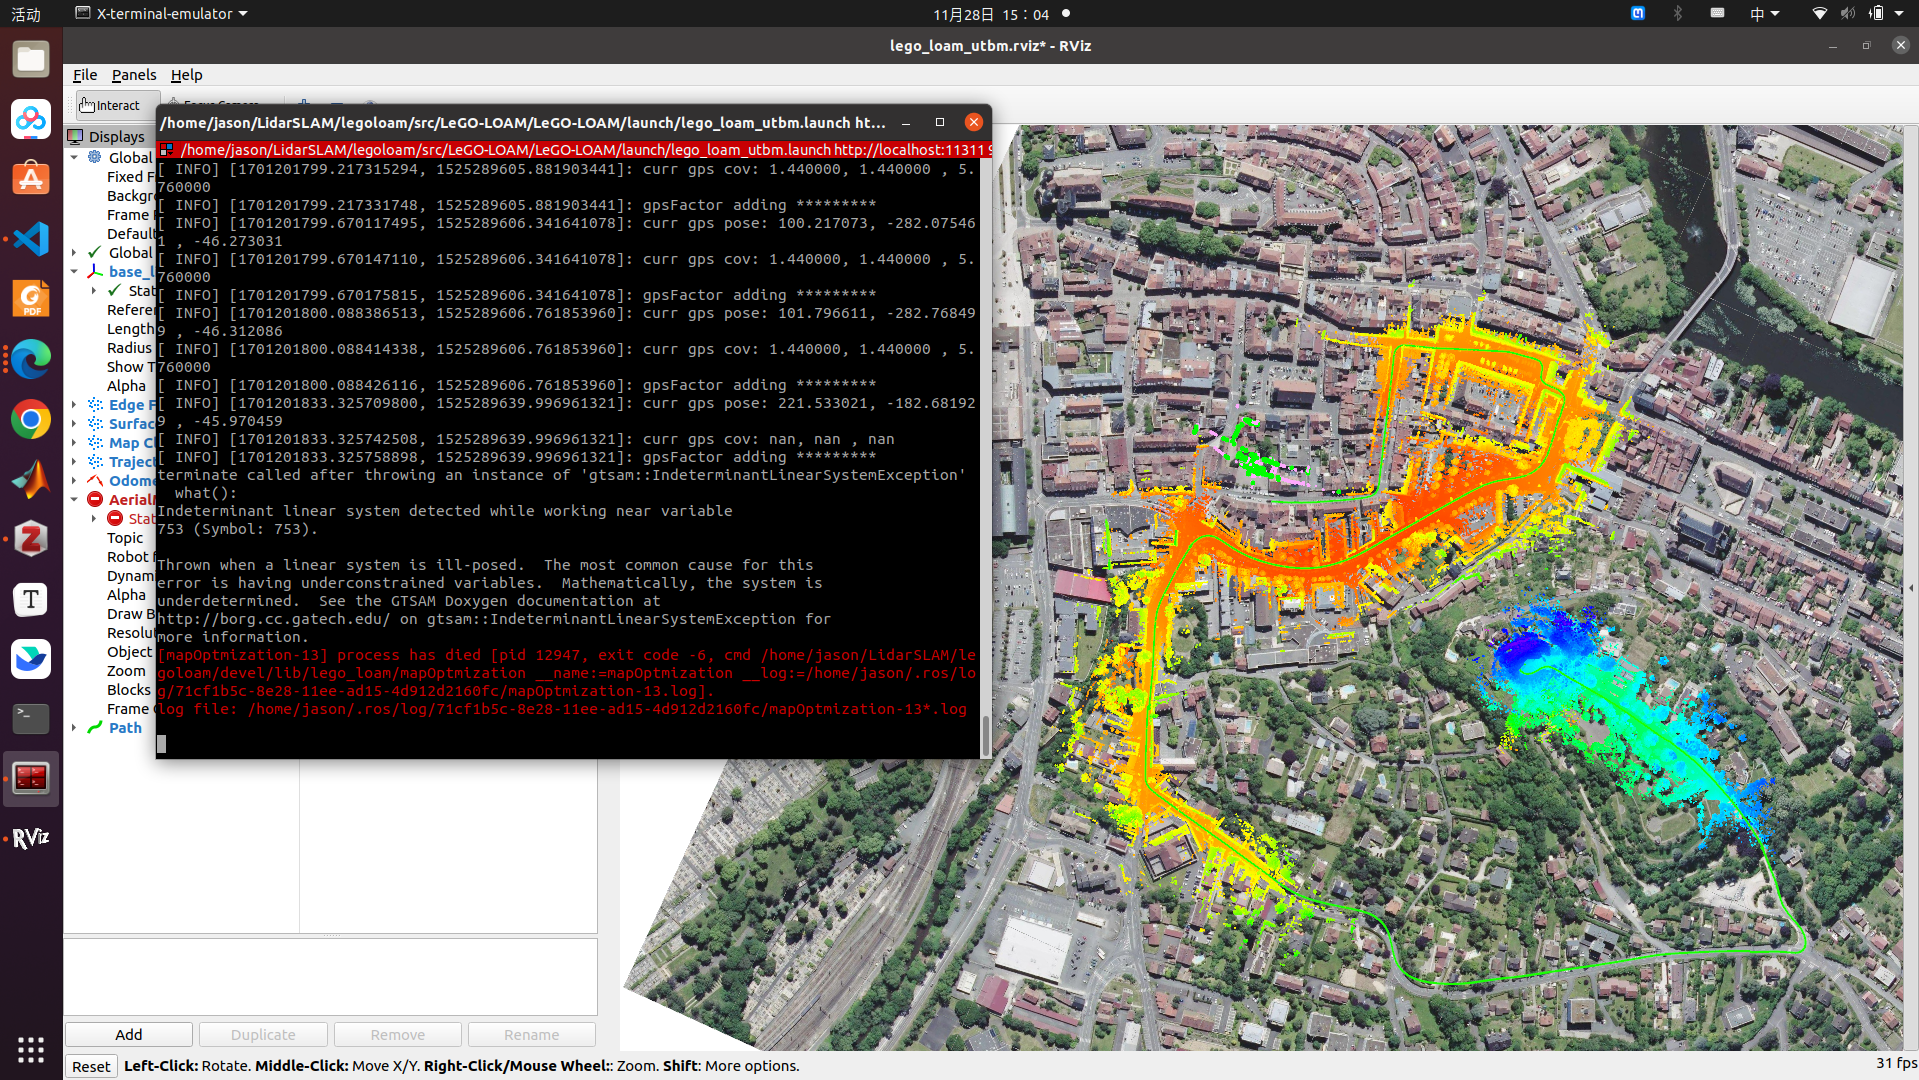 活动
X-terminal-emulator
11月28日 15：04
中
lego_loam_utbm.rviz* - RViz
File Panels Help
Interact
/home/jason/LidarSLAM/legoloam/src/LeGO-LOAM/LeGO-LOAM/launch/lego_loam_utbm.launch ht...
/home/jason/LidarSLAM/legoloam/src/LeGO-LOAM/LeGO-LOAM/launch/lego_loam_utbm.launch http://localhost:11311
[ INFO] [1701201799.217315294, 1525289605.881903441]: curr gps cov: 1.440000, 1.440000 , 5.
760000
[ INFO] [1701201799.217331748, 1525289605.881903441]: gpsFactor adding *********
[ INFO] [1701201799.670117495, 1525289606.341641078]: curr gps pose: 100.217073, -282.07546
1 , -46.273031
[ INFO] [1701201799.670147110, 1525289606.341641078]: curr gps cov: 1.440000, 1.440000 , 5.
760000
[ INFO] [1701201799.670175815, 1525289606.341641078]: gpsFactor adding *********
[ INFO] [1701201800.088386513, 1525289606.761853960]: curr gps pose: 101.796611, -282.76849
9 , -46.312086
[ INFO] [1701201800.088414338, 1525289606.761853960]: curr gps cov: 1.440000, 1.440000 , 5.
760000
[ INFO] [1701201800.088426116, 1525289606.761853960]: gpsFactor adding *********
[ INFO] [1701201833.325709800, 1525289639.996961321]: curr gps pose: 221.533021, -182.68192
9 , -45.970459
[ INFO] [1701201833.325742508, 1525289639.996961321]: curr gps cov: nan, nan , nan
[ INFO] [1701201833.325758898, 1525289639.996961321]: gpsFactor adding *********
terminate called after throwing an instance of 'gtsam::IndeterminantLinearSystemException'
what():
Indeterminant linear system detected while working near variable
753 (Symbol: 753).
Thrown when a linear system is ill-posed.  The most common cause for this
error is having underconstrained variables.  Mathematically, the system is
underdetermined.  See the GTSAM Doxygen documentation at
http://borg.cc.gatech.edu/ on gtsam::IndeterminantLinearSystemException for
more information.
[mapOptmization-13] process has died [pid 12947, exit code -6, cmd /home/jason/LidarSLAM/le
goloam/devel/lib/lego_loam/mapOptmization __name:=mapOptmization __log:=/home/jason/.ros/lo
g/71cf1b5c-8e28-11ee-ad15-4d912d2160fc/mapOptmization-13.log].
log file: /home/jason/.ros/log/71cf1b5c-8e28-11ee-ad15-4d912d2160fc/mapOptmization-13*.log
Displays
Global
Fixed F
Backgr
Frame
Default
Global
base_l
Stat
Refere
Length
Radius
Show T
Alpha
Edge F
Surfac
Map C
Traject
Odome
Aerial
Stat
Topic
Robot
Dynam
Alpha
Draw B
Resolu
Object
Zoom
Blocks
Frame
Path
PDF
Z
T
RViz
Add Duplicate Remove Rename
Reset Left-Click: Rotate. Middle-Click: Move X/Y. Right-Click/Mouse Wheel:: Zoom. Shift: More options.
31 fps